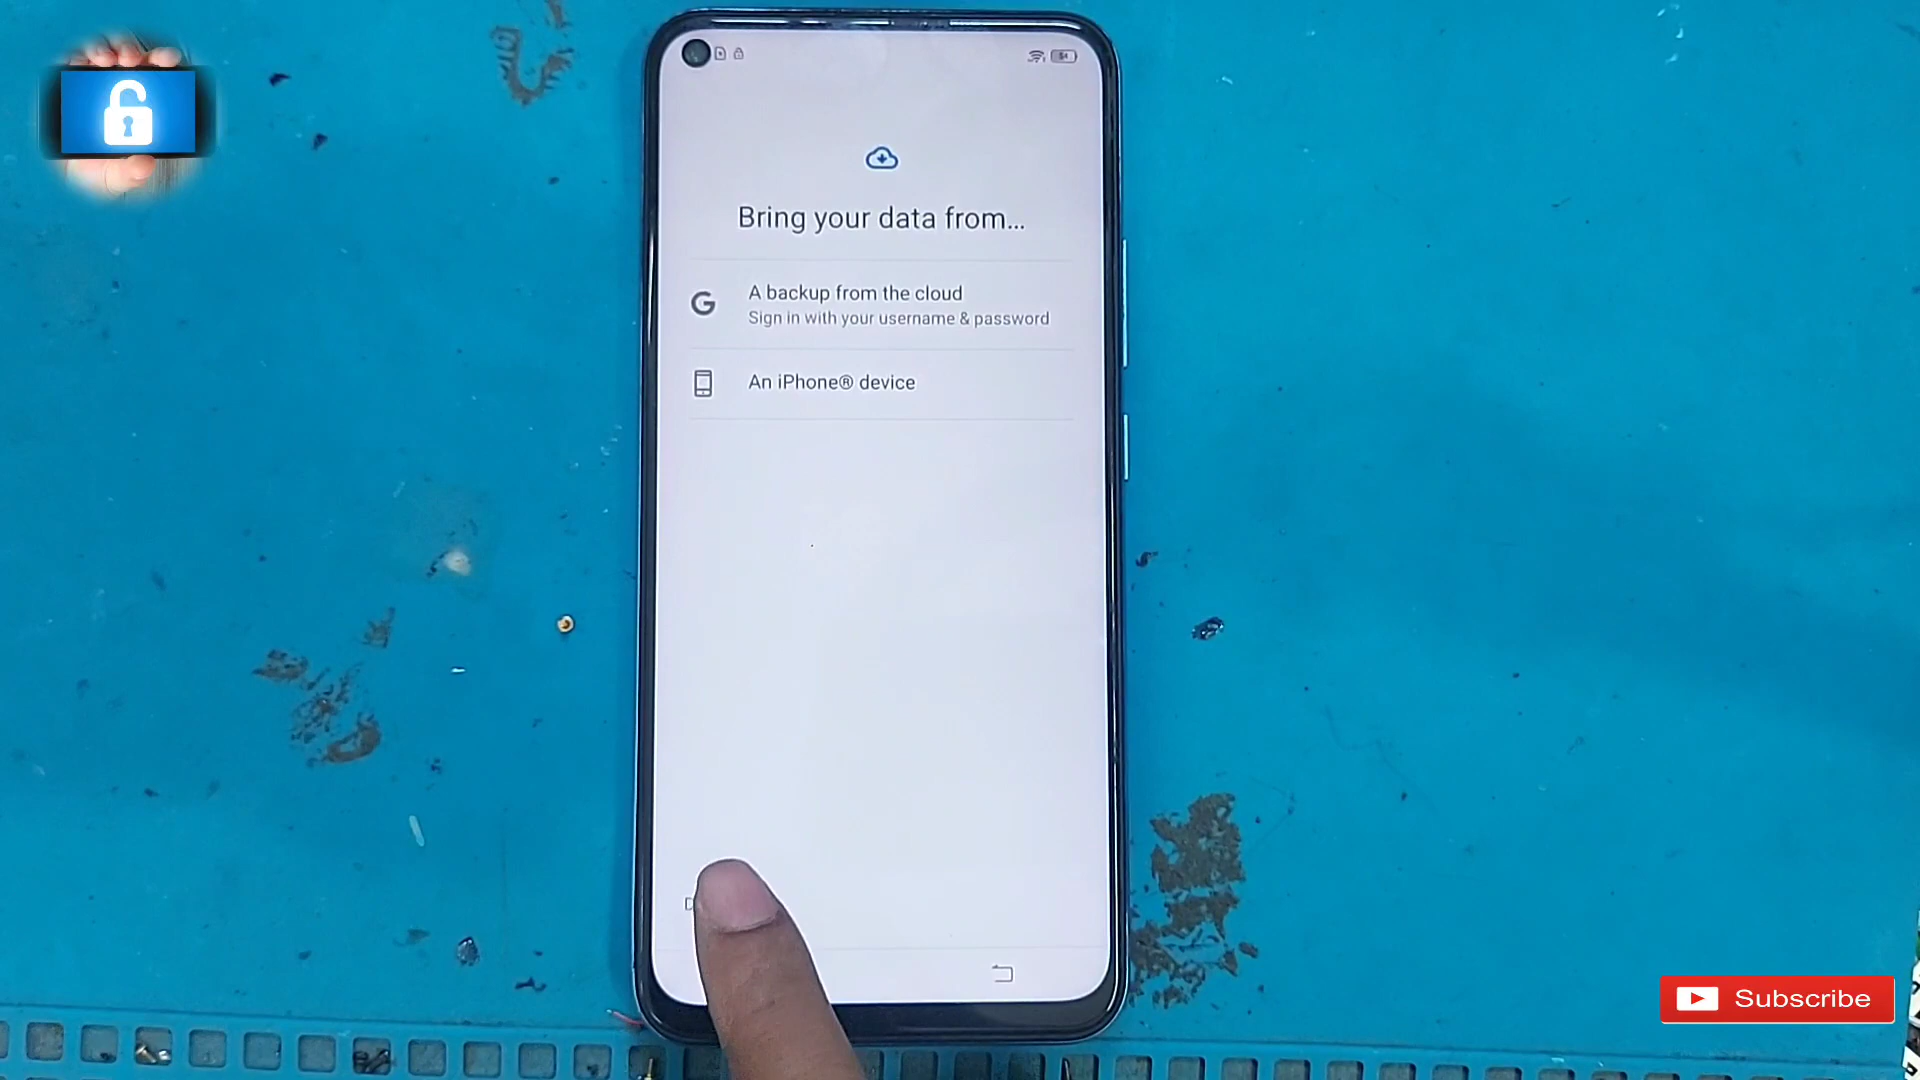 Bring your data from...
A backup from the cloud
Sign in with your username & password
An iPhone® device
Subscribe